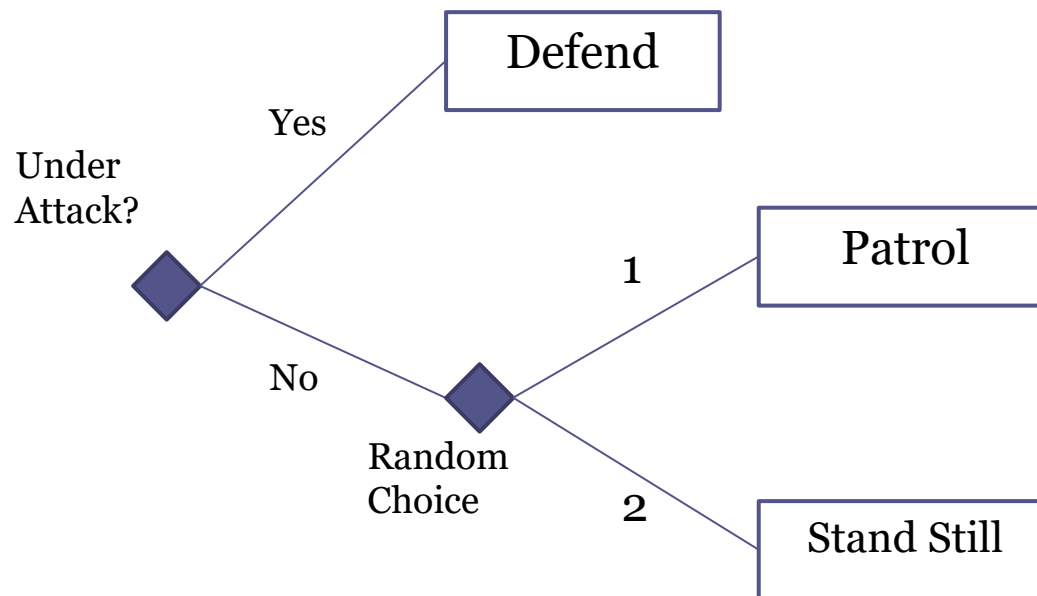 Defend
Yes
Under
Attack?
Patrol
1
No
Random
Choice
2
Stand Still